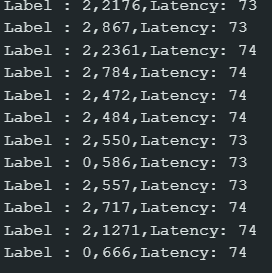 Label : 2,2176,Latency: 73
Label : 2,867,Latency: 73
Label : 2,2361,Latency: 74
Label : 2,784,Latency: 74
Label : 2,472,Latency: 74
Label : 2,484,Latency: 74
Label : 2,550,Latency: 73
Label : 0,586,Latency: 73
Label : 2,557,Latency: 73
Label : 2,717,Latency: 74
Label : 2,1271,Latency: 74
Label : 0,666,Latency: 74